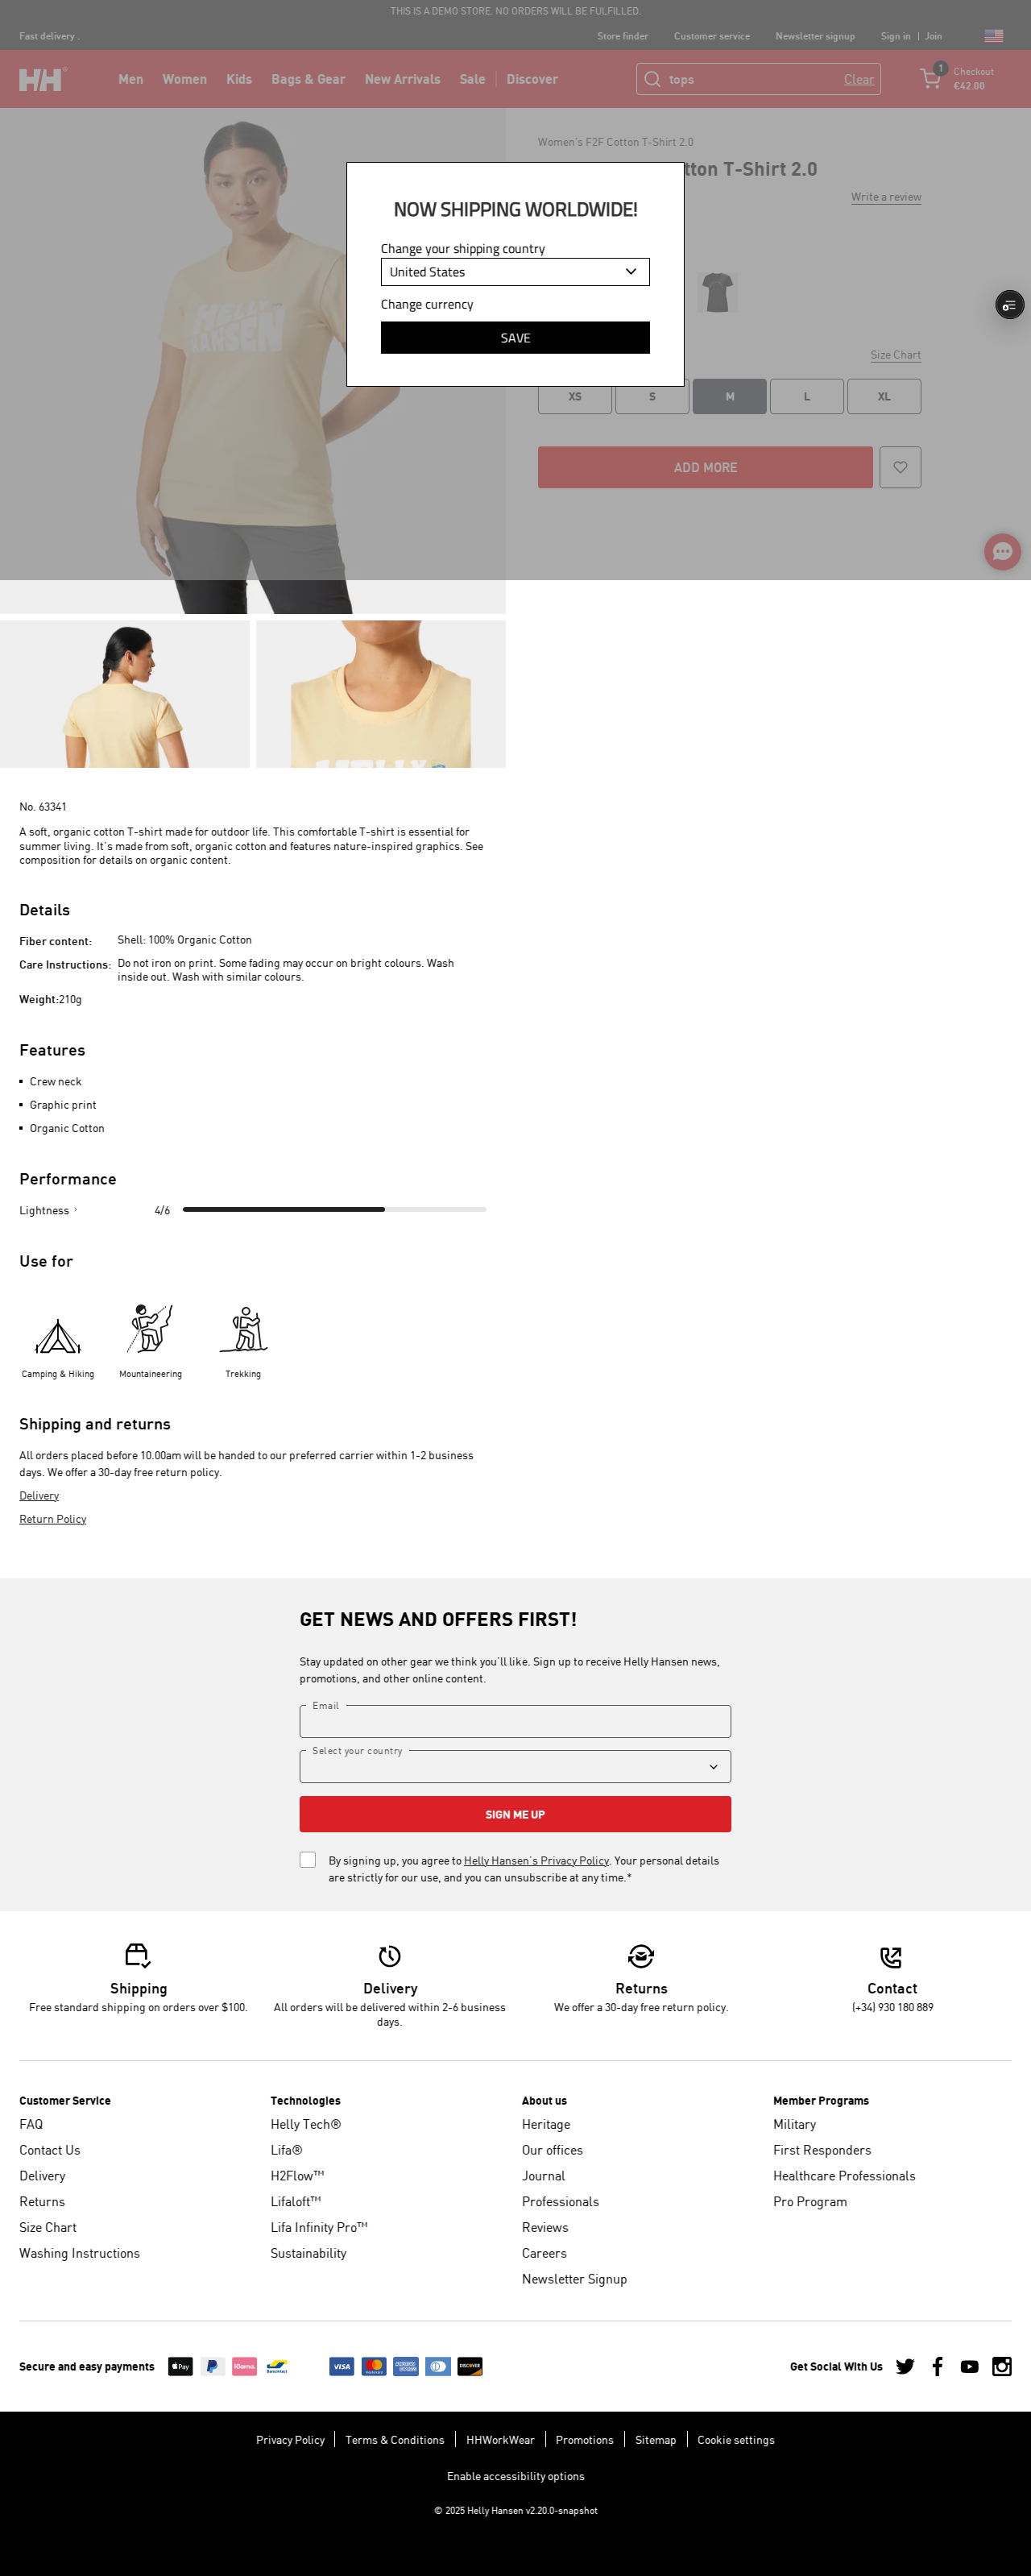 THIS IS A DEMO STORE. NO ORDERS WILL BE FULFILLED.
Fast delivery .
Store finder
Customer service
Newsletter signup
Sign in | Join
HH
Men
Women
Kids
Bags & Gear
New Arrivals
Sale
Discover
tops
Clear
1
Checkout
€42.00
Women's F2F Cotton T-Shirt 2.0
tton T-Shirt 2.0
Write a review
HELLY
HANSEN
NOW SHIPPING WORLDWIDE!
Change your shipping country
United States
Change currency
SAVE
Size Chart
XS
S
M
L
XL
ADD MORE
No. 63341
A soft, organic cotton T-shirt made for outdoor life. This comfortable T-shirt is essential for
summer living. It's made from soft, organic cotton and features nature-inspired graphics. See
composition for details on organic content.
Details
Fiber content: Shell: 100% Organic Cotton
Care Instructions: Do not iron on print. Some fading may occur on bright colours. Wash
inside out. Wash with similar colours.
Weight:210g
Features
Crew neck
Graphic print
Organic Cotton
Performance
Lightness 4/6
Use for
Camping & Hiking
Mountaineering
Trekking
Shipping and returns
All orders placed before 10.00am will be handed to our preferred carrier within 1-2 business
days. We offer a 30-day free return policy.
Delivery
Return Policy
GET NEWS AND OFFERS FIRST!
Stay updated on other gear we think you'll like. Sign up to receive Helly Hansen news,
promotions, and other online content.
Email
Select your country
SIGN ME UP
By signing up, you agree to Helly Hansen's Privacy Policy. Your personal details
are strictly for our use, and you can unsubscribe at any time.*
Shipping
Free standard shipping on orders over $100.
Delivery
All orders will be delivered within 2-6 business
days.
Returns
We offer a 30-day free return policy.
Contact
(+34) 930 180 889
Customer Service
FAQ
Contact Us
Delivery
Returns
Size Chart
Washing Instructions
Technologies
Helly Tech®
Lifa®
H2Flow™
Lifaloft™
Lifa Infinity Pro™
Sustainability
About us
Heritage
Our offices
Journal
Professionals
Reviews
Careers
Newsletter Signup
Member Programs
Military
First Responders
Healthcare Professionals
Pro Program
Secure and easy payments
Pay
Klarna.
Bancontact
VISA
DISCOVER
Get Social With Us
Privacy Policy
Terms & Conditions
HHWorkWear
Promotions
Sitemap
Cookie settings
Enable accessibility options
© 2025 Helly Hansen v2.20.0-snapshot